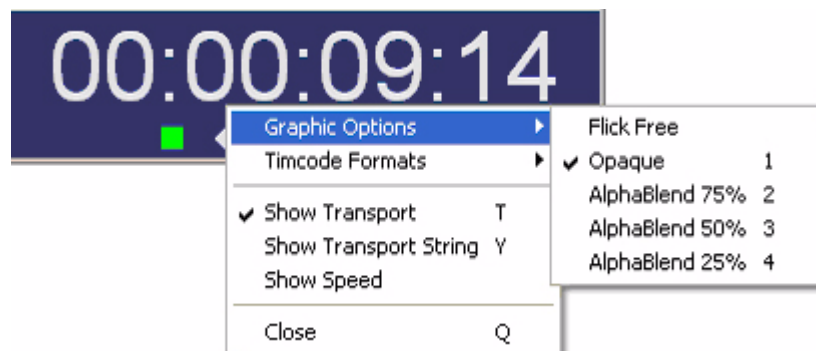 00:00:09:14
Graphic Options
Timcode Formats
Show Transport T
Show Transport String Y
Show Speed
Close Q
Flick Free
Opaque 1
AlphaBlend 75% 2
AlphaBlend 50% 3
AlphaBlend 25% 4